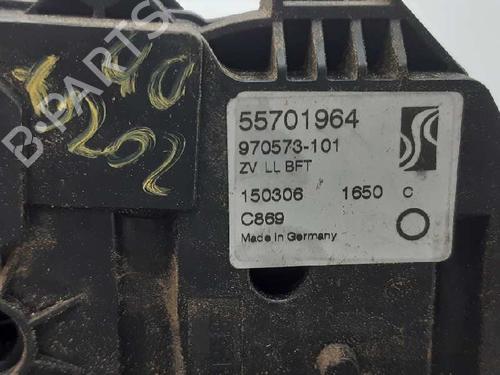 B-PARTS
55701964
970573-101
ZV LL BFT
150306 1650 C
C869
Made in Germany